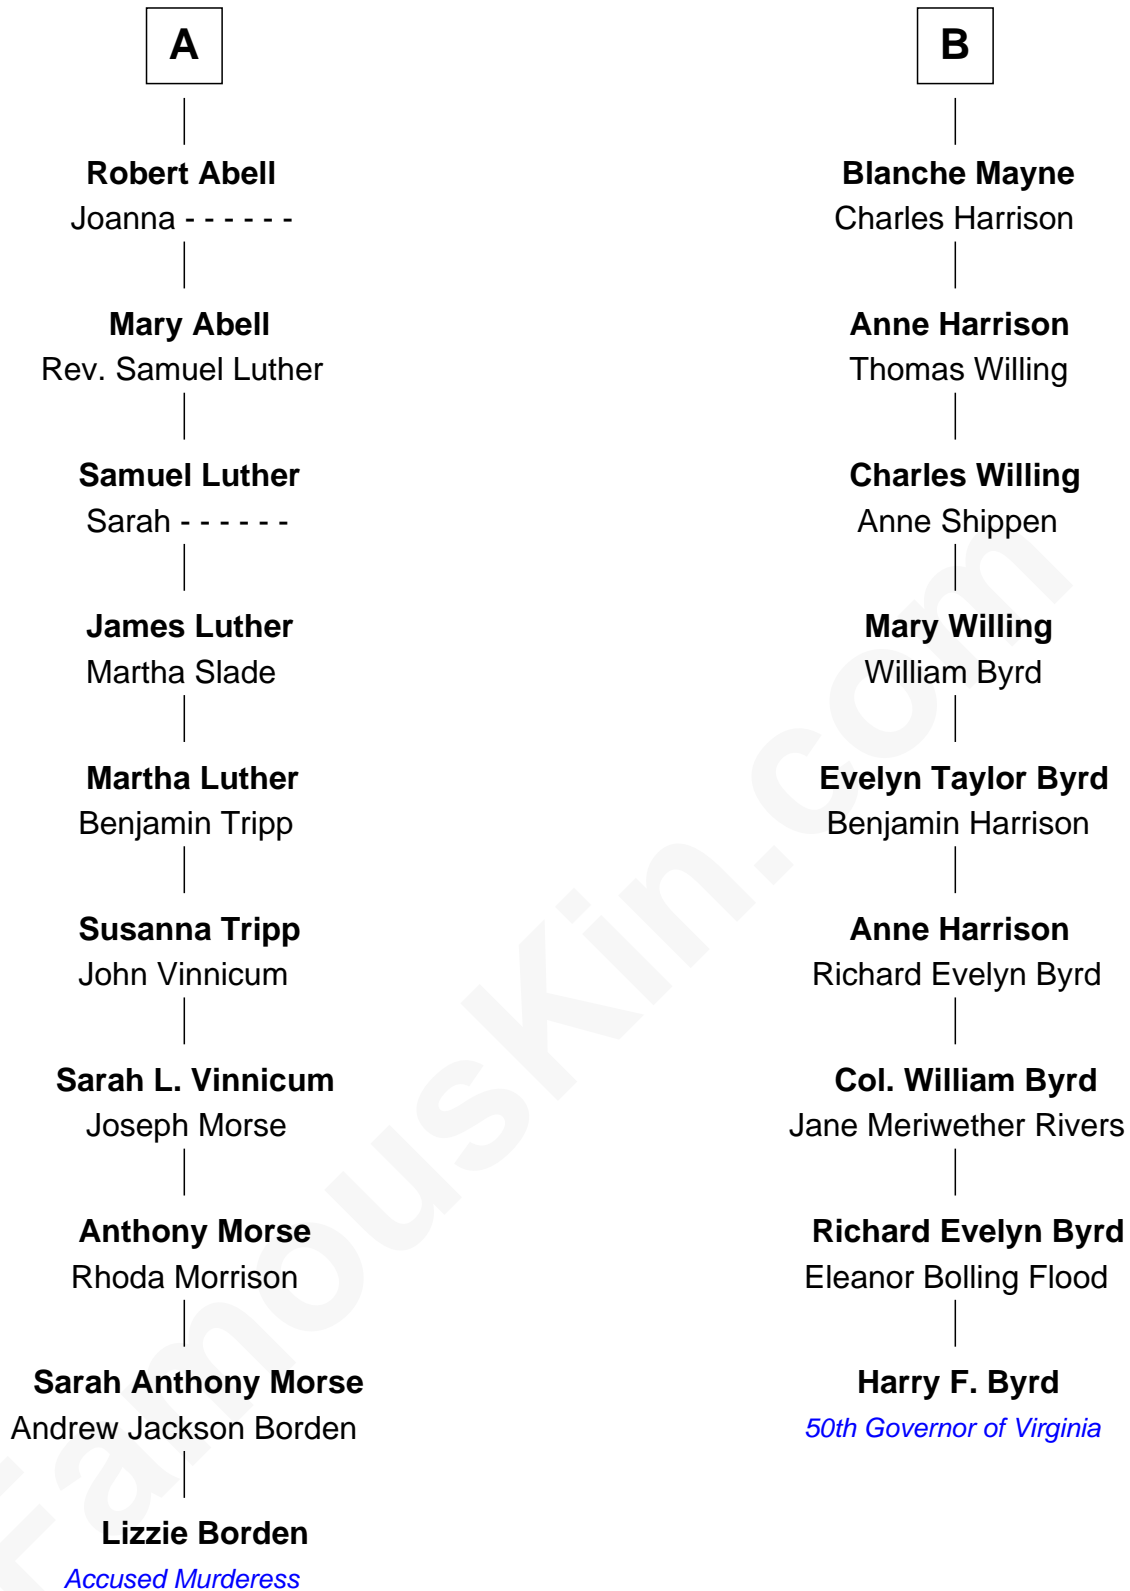 A
Robert Abell
Joanna - - - - - -
Mary Abell
Rev. Samuel Luther
Samuel Luther
Sarah - - - - - -
James Luther
Martha Slade
Martha Luther
Benjamin Tripp
Susanna Tripp
John Vinnicum
Sarah L. Vinnicum
Joseph Morse
Anthony Morse
Rhoda Morrison
Sarah Anthony Morse
Andrew Jackson Borden
Lizzie Borden
Accused Murderess
B
Blanche Mayne
Charles Harrison
Anne Harrison
Thomas Willing
Charles Willing
Anne Shippen
Mary Willing
William Byrd
Evelyn Taylor Byrd
Benjamin Harrison
Anne Harrison
Richard Evelyn Byrd
Col. William Byrd
Jane Meriwether Rivers
Richard Evelyn Byrd
Eleanor Bolling Flood
Harry F. Byrd
50th Governor of Virginia
FamousKin.com